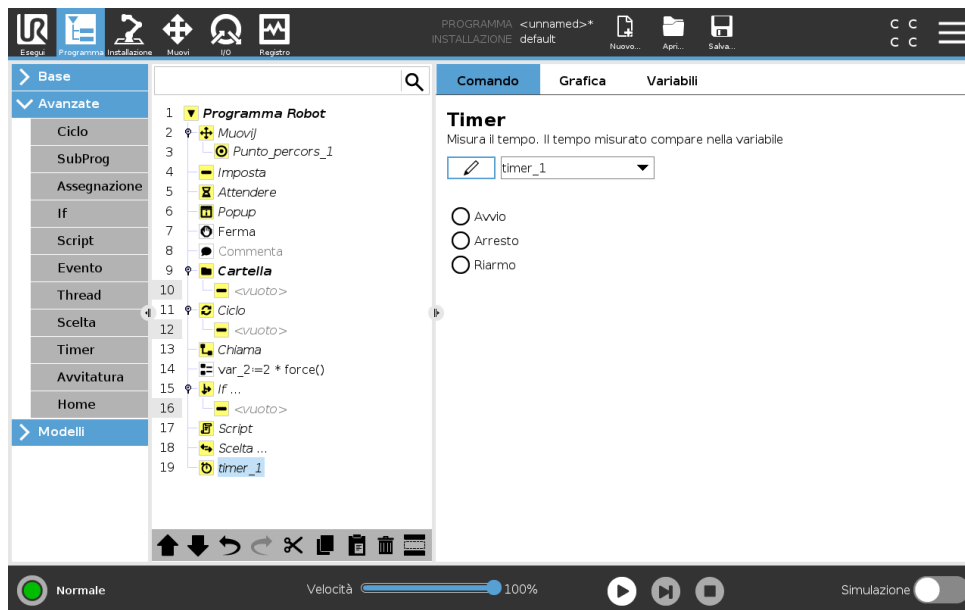 PROGRAMMA <unnamed>*
INSTALLAZIONE default
Esegui Programma Installazione Muovi I/O Registro Nuovo... Apri... Salva...
C C
C C
Base
Avanzate
Ciclo
SubProg
Assegnazione
If
Script
Evento
Thread
Scelta
Timer
Avvitatura
Home
Modelli
1 Programma Robot
2 MuoviJ
3 Punto_percors_1
4 Imposta
5 Attendere
6 Popup
7 Ferma
8 Commenta
9 Cartella
10 <vuoto>
11 Ciclo
12 <vuoto>
13 Chiama
14 var_2:=2 * force()
15 If ...
16 <vuoto>
17 Script
18 Scelta ...
19 timer_1
Comando Grafica Variabili
Timer
Misura il tempo. Il tempo misurato compare nella variabile
timer_1
Avvio
Arresto
Riarmo
Normale Velocità 100% Simulazione